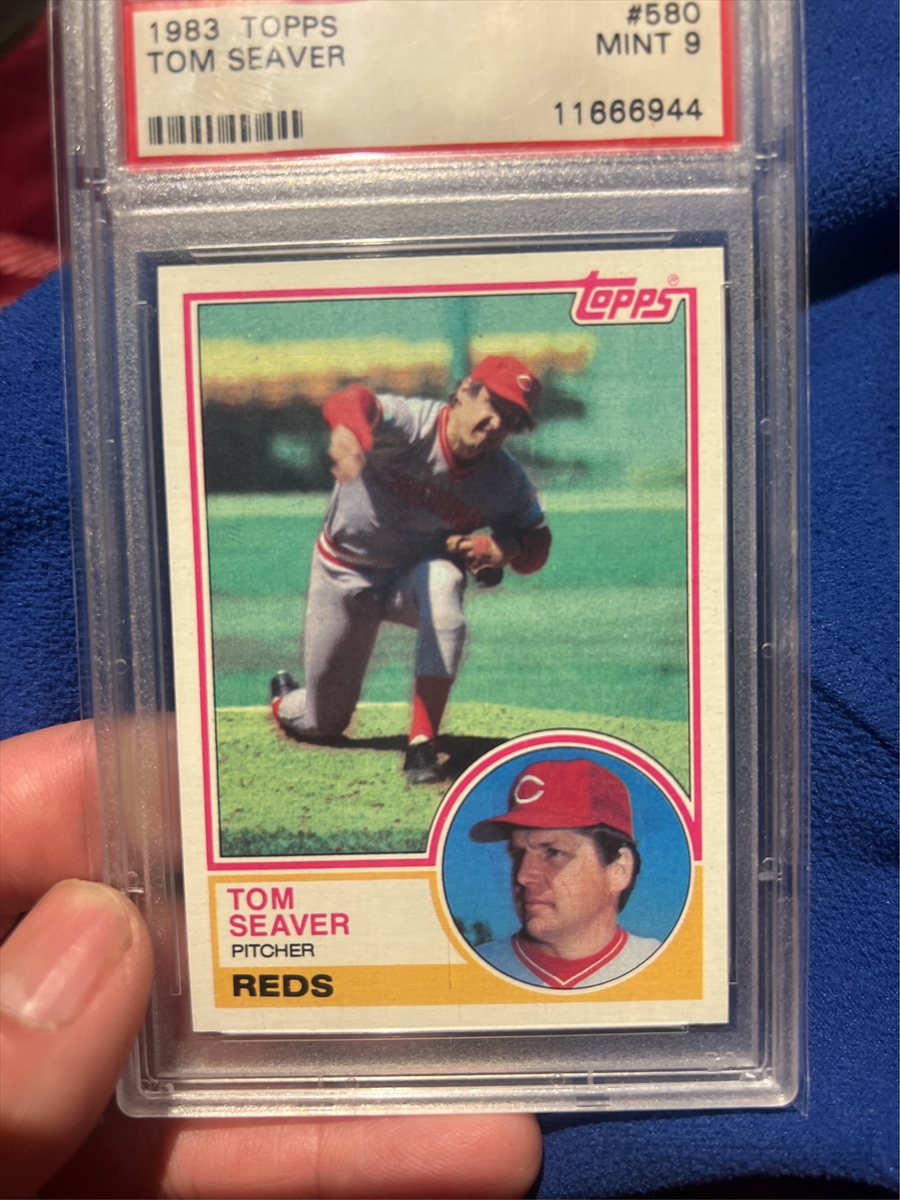 1983 TOPPS #580
TOM SEAVER MINT 9
11666944
TOPPS®
C
TOM
SEAVER
PITCHER
REDS
C